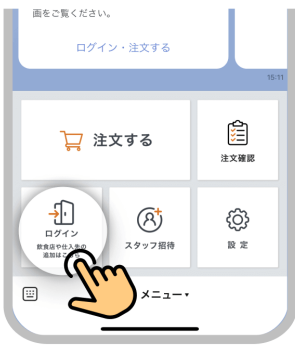 画をご覧ください。
ログイン・注文する
15:11
注文する
注文確認
ログイン
飲食店や仕入先の
追加はこちら
スタッフ招待
設 定
メニュー▾